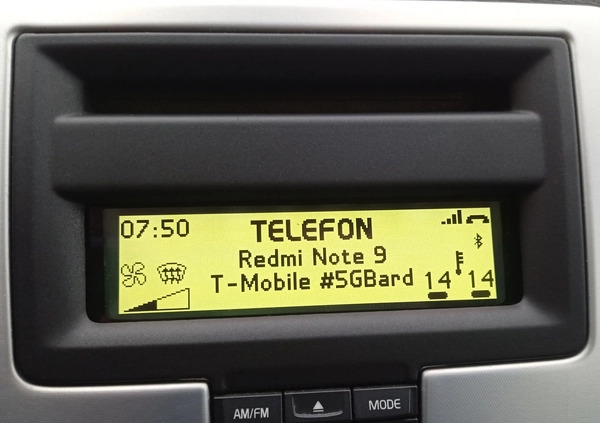 07:50
TELEFON
Redmi Note 9
T-Mobile #5GBard
14 14
AM/FM
MODE